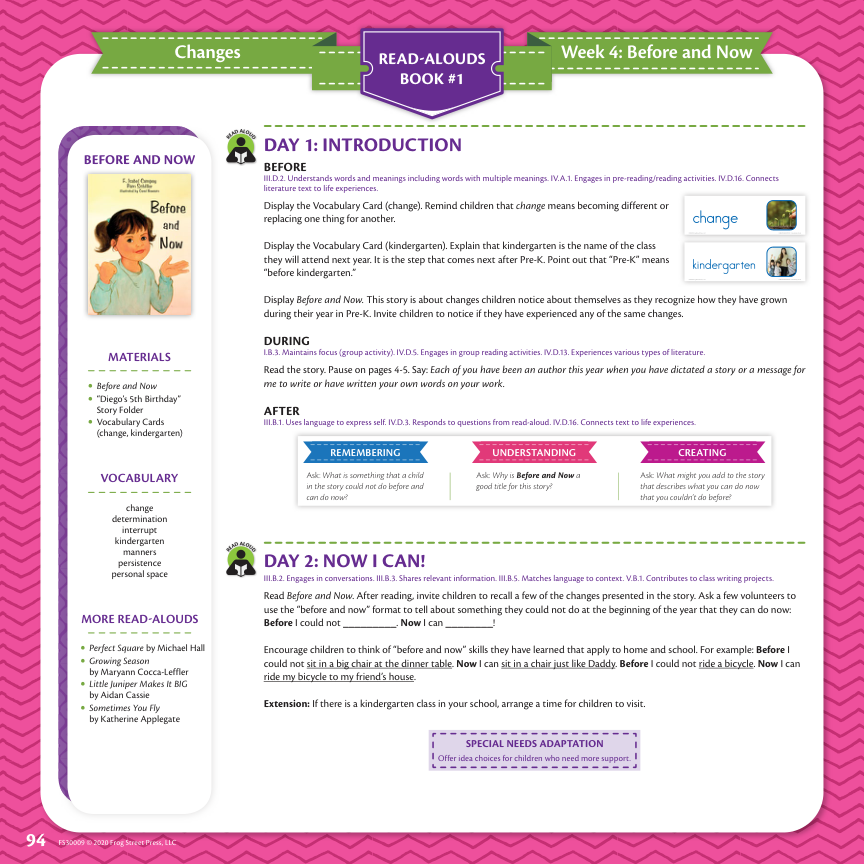 Changes
READ-ALOUDS
BOOK #1
Week 4: Before and Now
BEFORE AND NOW
F. Isabel Campoy
Pam Schiller
Before
and
Now
MATERIALS
• Before and Now
• "Diego's 5th Birthday"
Story Folder
• Vocabulary Cards
(change, kindergarten)
VOCABULARY
change
determination
interrupt
kindergarten
manners
persistence
personal space
MORE READ-ALOUDS
• Perfect Square by Michael Hall
• Growing Season
by Maryann Cocca-Leffler
• Little Juniper Makes It BIG
by Aidan Cassie
• Sometimes You Fly
by Katherine Applegate
READ ALOUD
DAY 1: INTRODUCTION
BEFORE
III.D.2. Understands words and meanings including words with multiple meanings. IV.A.1. Engages in pre-reading/reading activities. IV.D.16. Connects
literature text to life experiences.
Display the Vocabulary Card (change). Remind children that change means becoming different or
replacing one thing for another.
change
Display the Vocabulary Card (kindergarten). Explain that kindergarten is the name of the class
they will attend next year. It is the step that comes next after Pre-K. Point out that "Pre-K" means
"before kindergarten."
kindergarten
Display Before and Now. This story is about changes children notice about themselves as they recognize how they have grown
during their year in Pre-K. Invite children to notice if they have experienced any of the same changes.
DURING
I.B.3. Maintains focus (group activity). IV.D.5. Engages in group reading activities. IV.D.13. Experiences various types of literature.
Read the story. Pause on pages 4-5. Say: Each of you have been an author this year when you have dictated a story or a message for
me to write or have written your own words on your work.
AFTER
III.B.1. Uses language to express self. IV.D.3. Responds to questions from read-aloud. IV.D.16. Connects text to life experiences.
REMEMBERING
Ask: What is something that a child
in the story could not do before and
can do now?
UNDERSTANDING
Ask: Why is Before and Now a
good title for this story?
CREATING
Ask: What might you add to the story
that describes what you can do now
that you couldn't do before?
READ ALOUD
DAY 2: NOW I CAN!
III.B.2. Engages in conversations. III.B.3. Shares relevant information. III.B.5. Matches language to context. V.B.1. Contributes to class writing projects.
Read Before and Now. After reading, invite children to recall a few of the changes presented in the story. Ask a few volunteers to
use the "before and now" format to tell about something they could not do at the beginning of the year that they can do now:
Before I could not __________. Now I can _________!
Encourage children to think of "before and now" skills they have learned that apply to home and school. For example: Before I
could not sit in a big chair at the dinner table. Now I can sit in a chair just like Daddy. Before I could not ride a bicycle. Now I can
ride my bicycle to my friend's house.
Extension: If there is a kindergarten class in your school, arrange a time for children to visit.
SPECIAL NEEDS ADAPTATION
Offer idea choices for children who need more support.
94 FS30009 © 2020 Frog Street Press, LLC